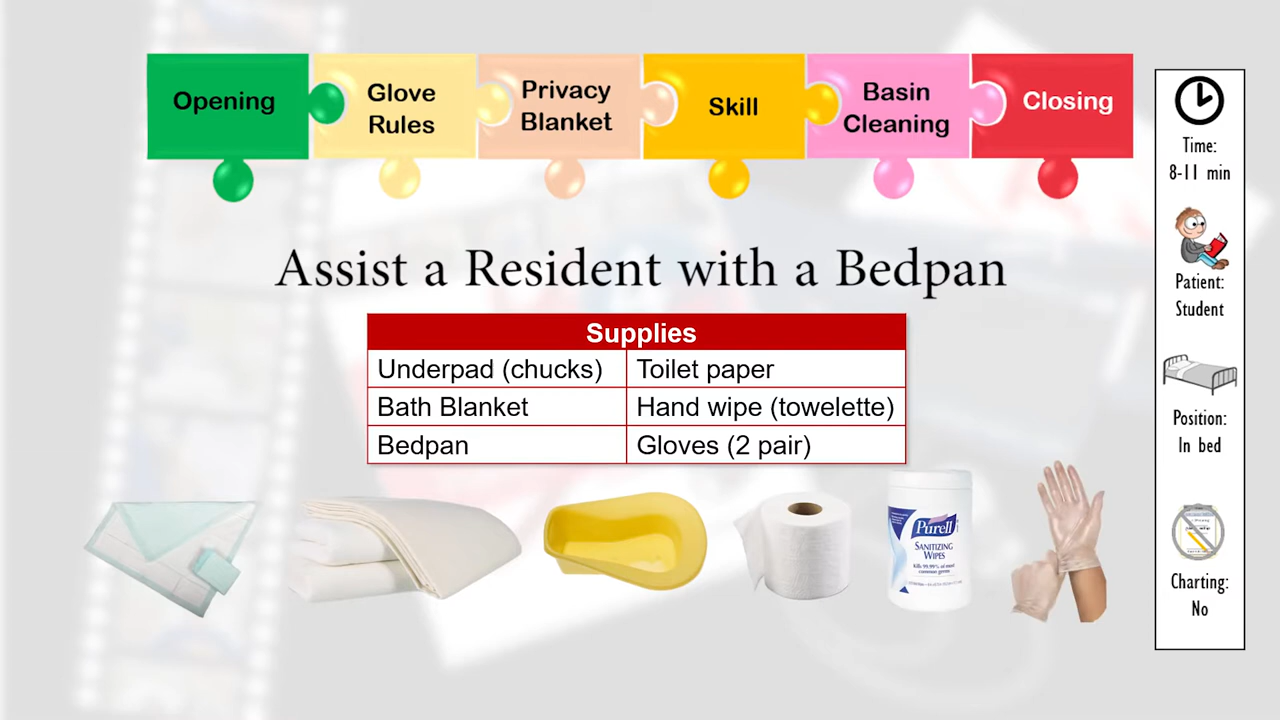 Opening
Glove
Rules
Privacy
Blanket
Skill
Basin
Cleaning
Closing
Time:
8-11 min
Patient:
Student
Position:
In bed
Charting:
No
Assist a Resident with a Bedpan
Supplies
Underpad (chucks) Toilet paper
Bath Blanket Hand wipe (towelette)
Bedpan Gloves (2 pair)
Purell
SANITIZING
WIPES